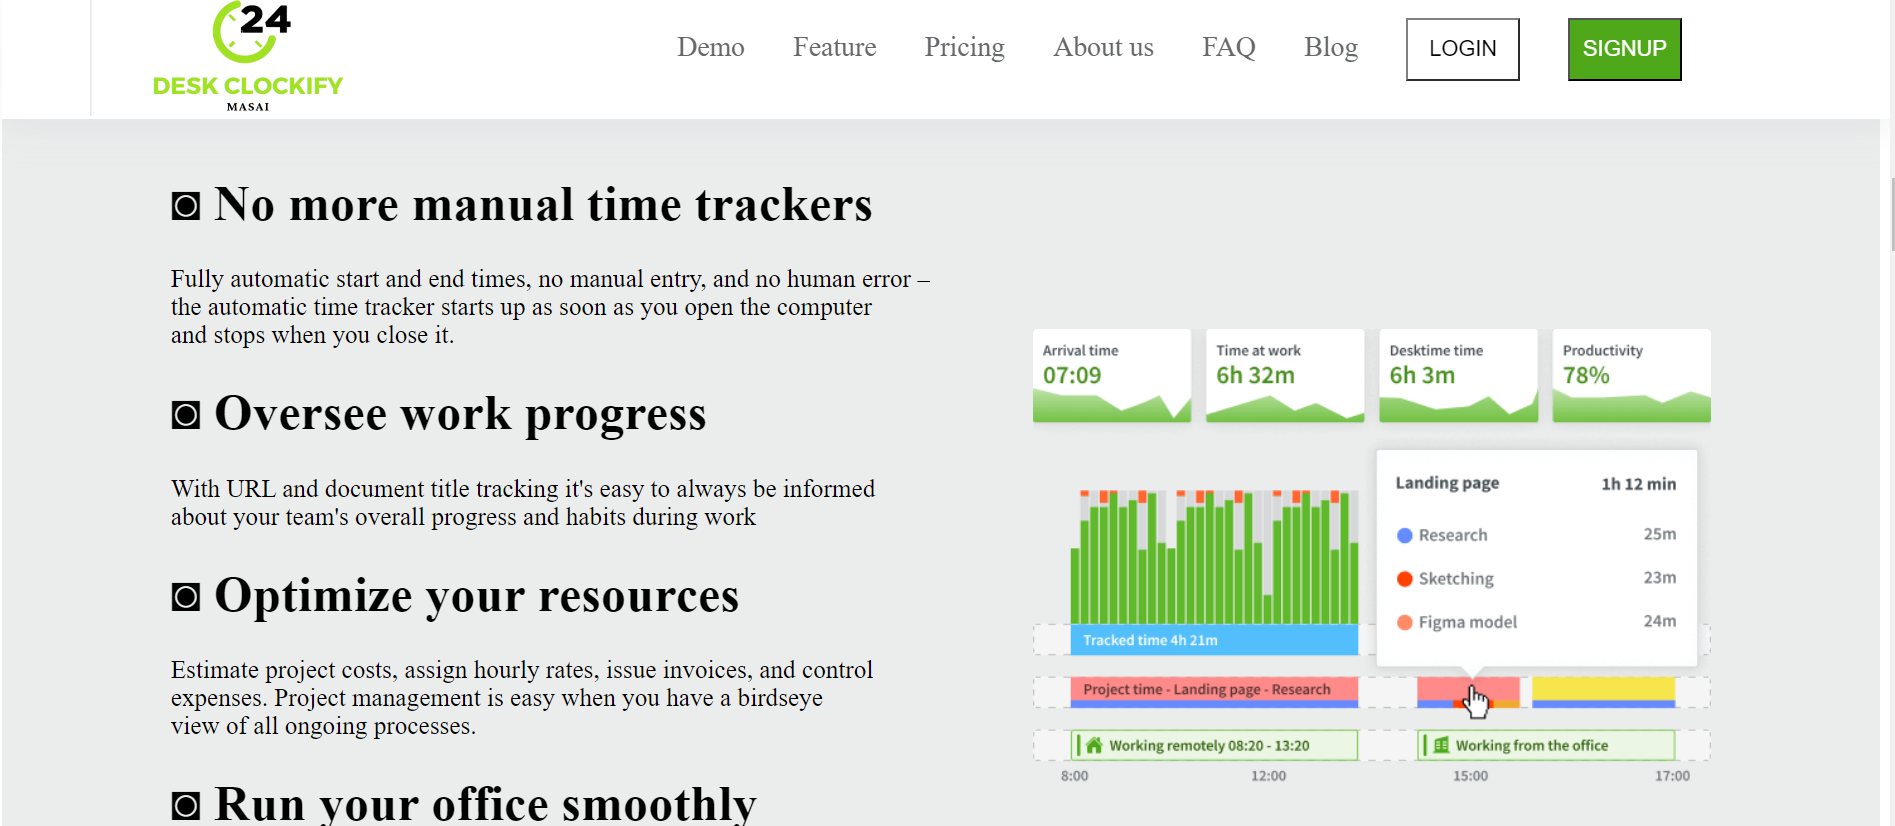 24
DESK CLOCKIFY
MASAI
Demo Feature Pricing About us FAQ Blog LOGIN SIGNUP
◘ No more manual time trackers
Fully automatic start and end times, no manual entry, and no human error –
the automatic time tracker starts up as soon as you open the computer
and stops when you close it.
◘ Oversee work progress
With URL and document title tracking it's easy to always be informed
about your team's overall progress and habits during work
◘ Optimize your resources
Estimate project costs, assign hourly rates, issue invoices, and control
expenses. Project management is easy when you have a birdseye
view of all ongoing processes.
◘ Run your office smoothly
Arrival time
07:09
Time at work
6h 32m
Desktime time
6h 3m
Productivity
78%
Landing page 1h 12 min
Research 25m
Sketching 23m
Figma model 24m
Tracked time 4h 21m
Project time - Landing page - Research
Working remotely 08:20 - 13:20
Working from the office
8:00 12:00 15:00 17:00